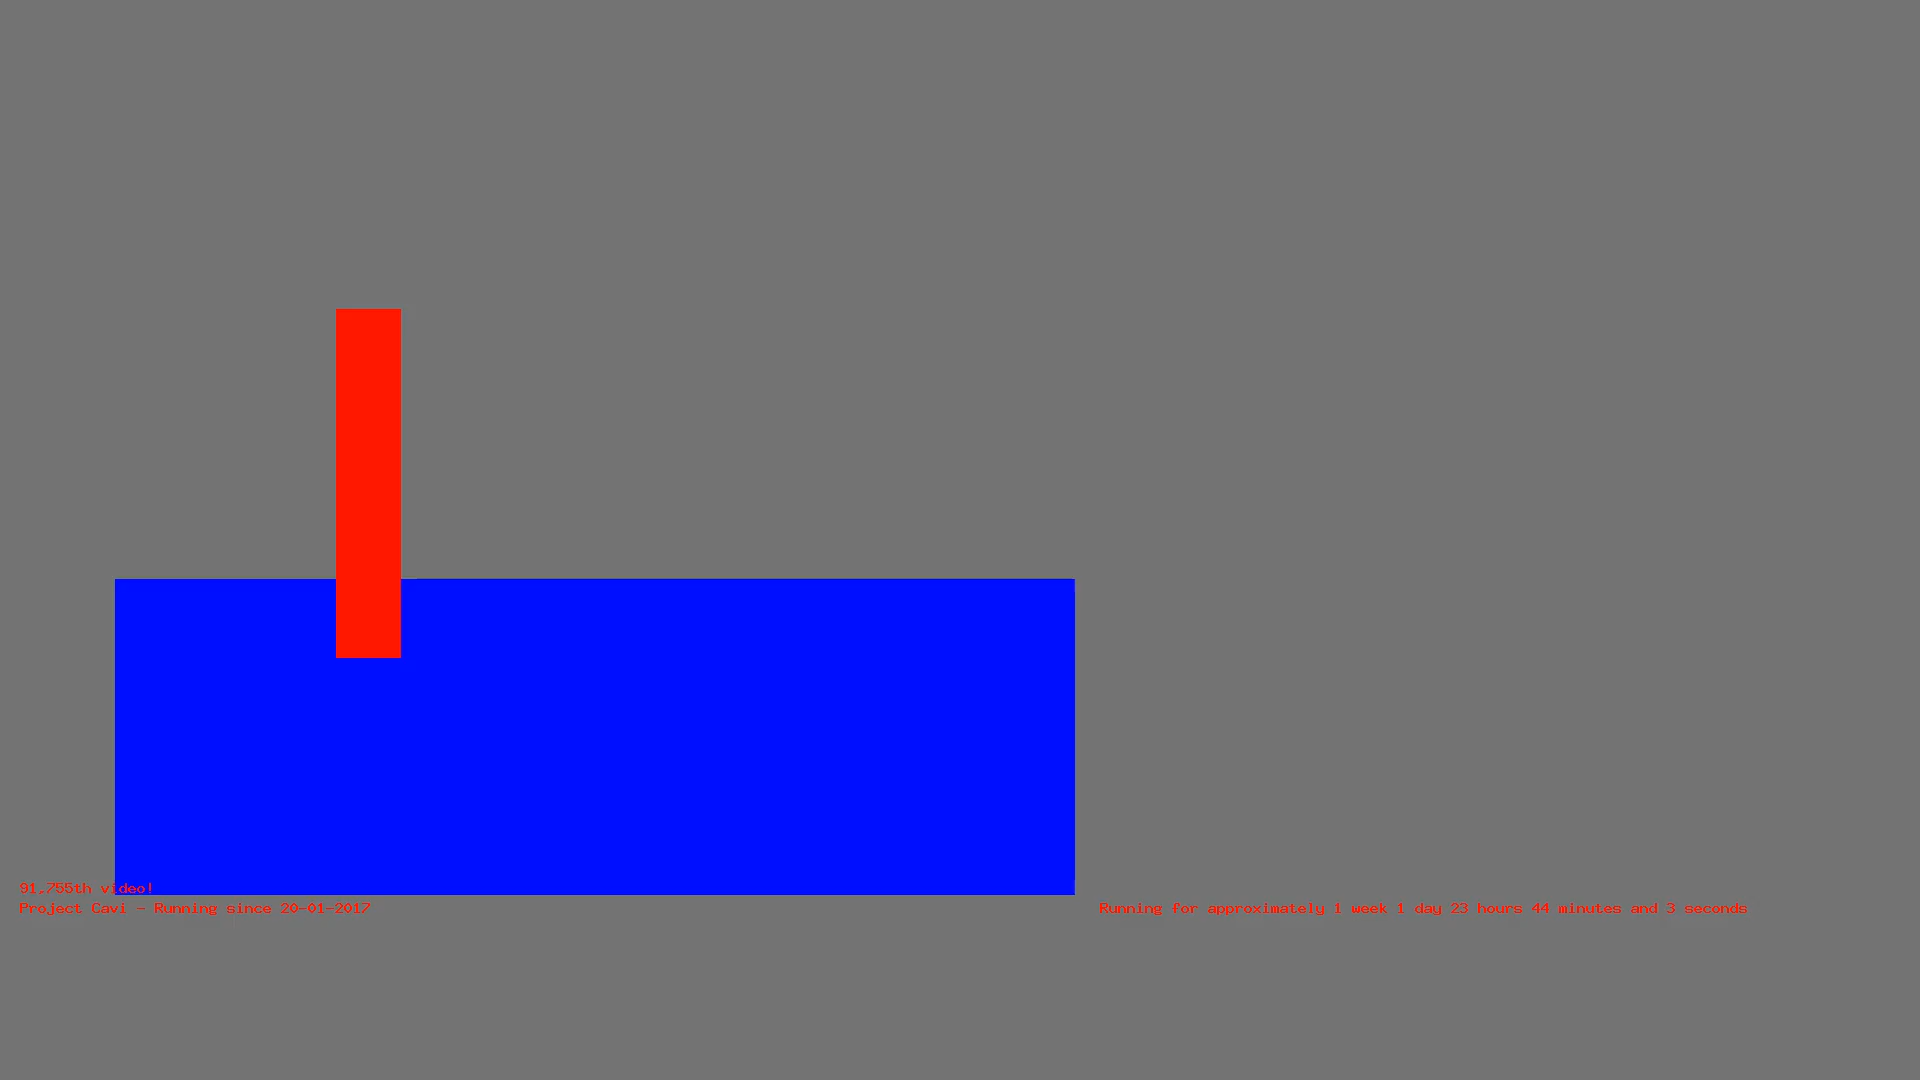 91,755th video!
Project Cavi - Running since 20-01-2017
Running for approximately 1 week 1 day 23 hours 44 minutes and 3 seconds